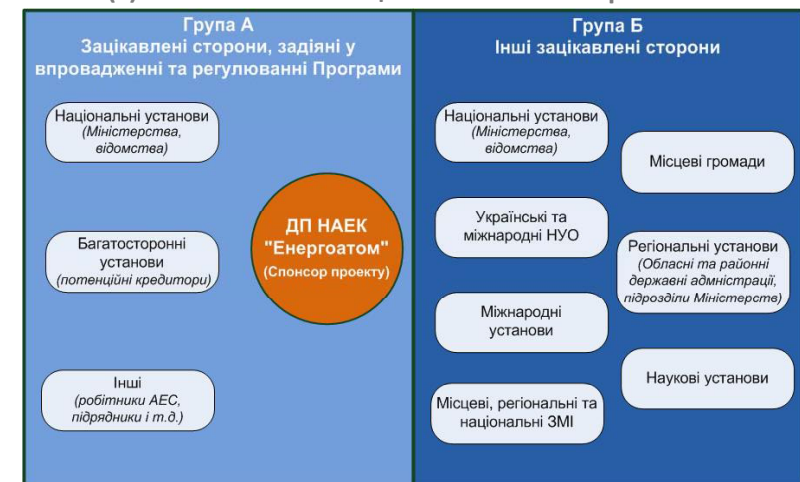 Група А
Зацікавлені сторони, задіяні у
впровадженні та регулюванні Програми
Національні установи
(Міністерства,
відомства)
Багатосторонні
установи
(потенційні кредитори)
Інші
(робітники АЕС,
підрядники і т.д.)
ДП НАЕК
"Енергоатом"
(Спонсор проекту)
Група Б
Інші зацікавлені сторони
Національні установи
(Міністерства,
відомства)
Українські та
міжнародні НУО
Міжнародні
установи
Місцеві, регіональні та
національні ЗМІ
Місцеві громади
Регіональні установи
(Обласні та районні
державні адмністрації,
підрозділи Міністерств)
Наукові установи